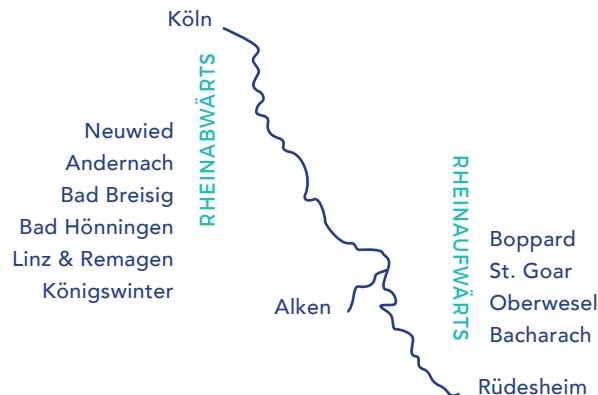 Köln
RHEINABWÄRTS
Neuwied
Andernach
Bad Breisig
Bad Hönningen
Linz & Remagen
Königswinter
Alken
RHEINAUFWÄRTS
Boppard
St. Goar
Oberwesel
Bacharach
Rüdesheim